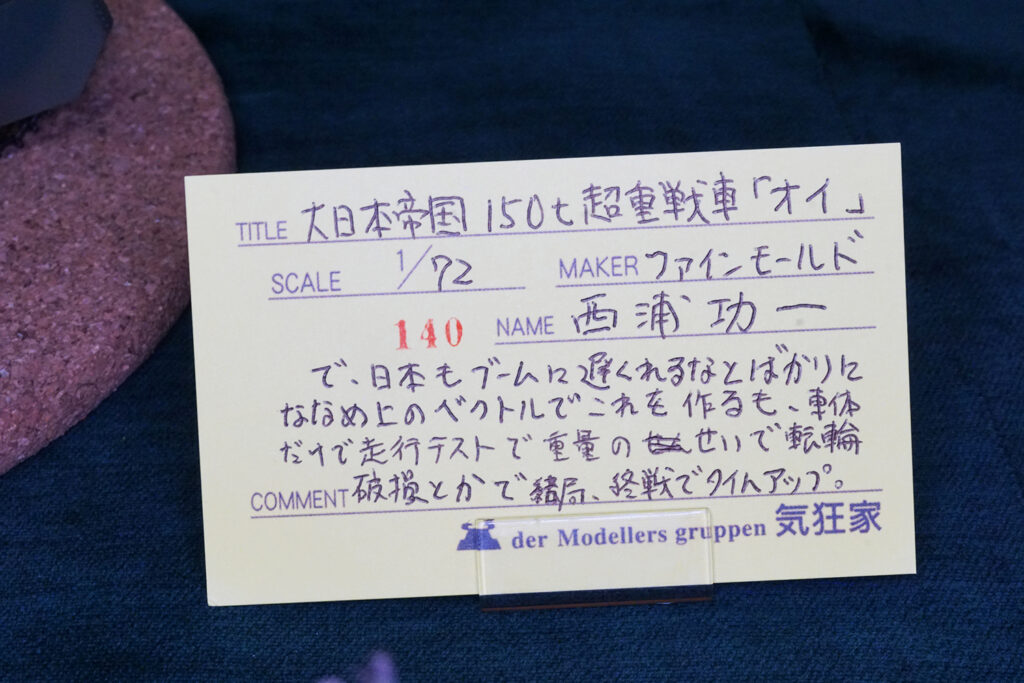 TITLE 大日本帝国 150t 超重戦車「オイ」
SCALE 1/72 MAKER ファインモールド
140 NAME 西浦 功一
で、日本もブームに遅くれるなとばかりに
ななめ上のベクトルでこれを作るも、車体
だけで走行テストで重量のせいで転輪
COMMENT 破損とかで結局、終戦でタイムアップ。
der Modellers gruppen 気狂家